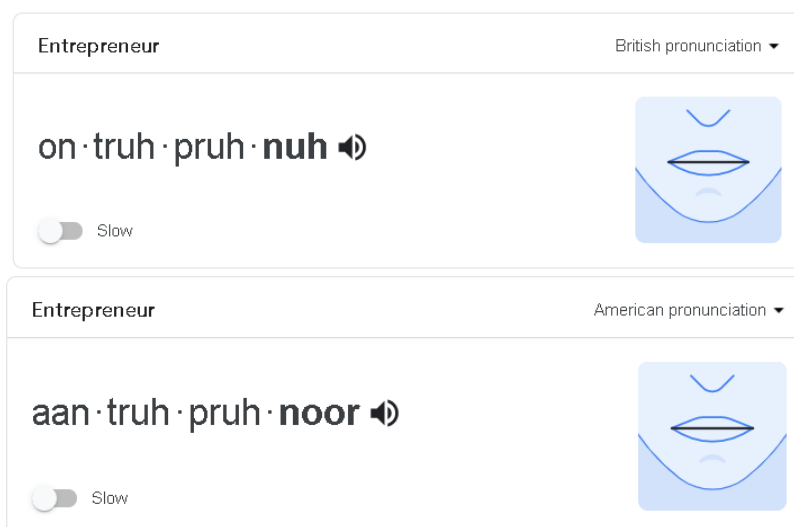 Entrepreneur British pronunciation
on·truh·pruh·nuh
Slow
Entrepreneur American pronunciation
aan·truh·pruh·noor
Slow